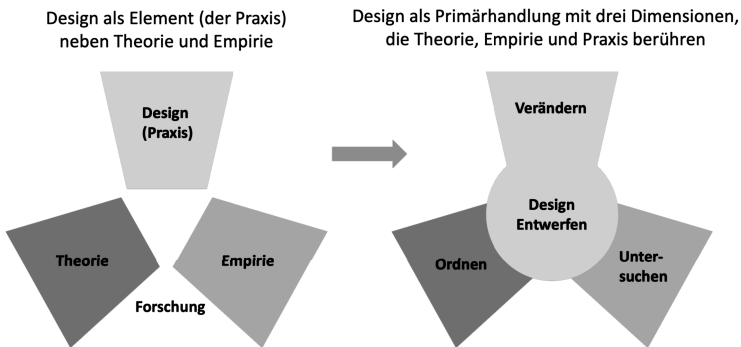 Design als Element (der Praxis)
neben Theorie und Empirie
Design
(Praxis)
Theorie
Empirie
Forschung
Design als Primärhandlung mit drei Dimensionen,
die Theorie, Empirie und Praxis berühren
Verändern
Design
Entwerfen
Ordnen
Unter-
suchen